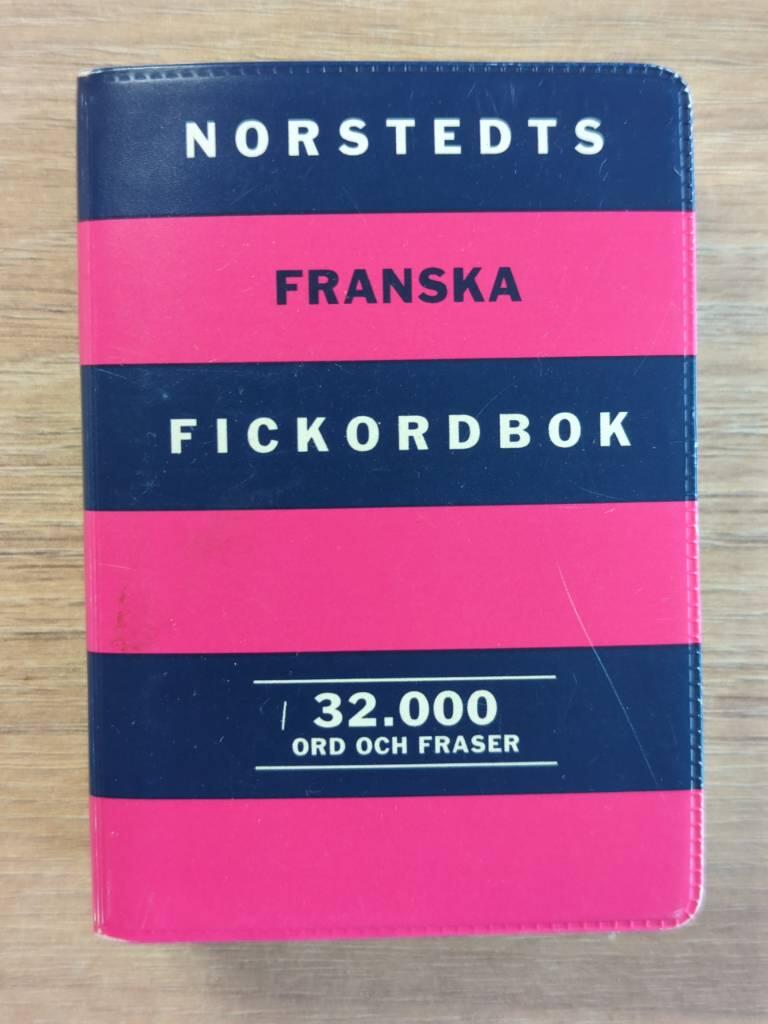 NORSTEDTS
FRANSKA
FICKORDBOK
32.000
ORD OCH FRASER